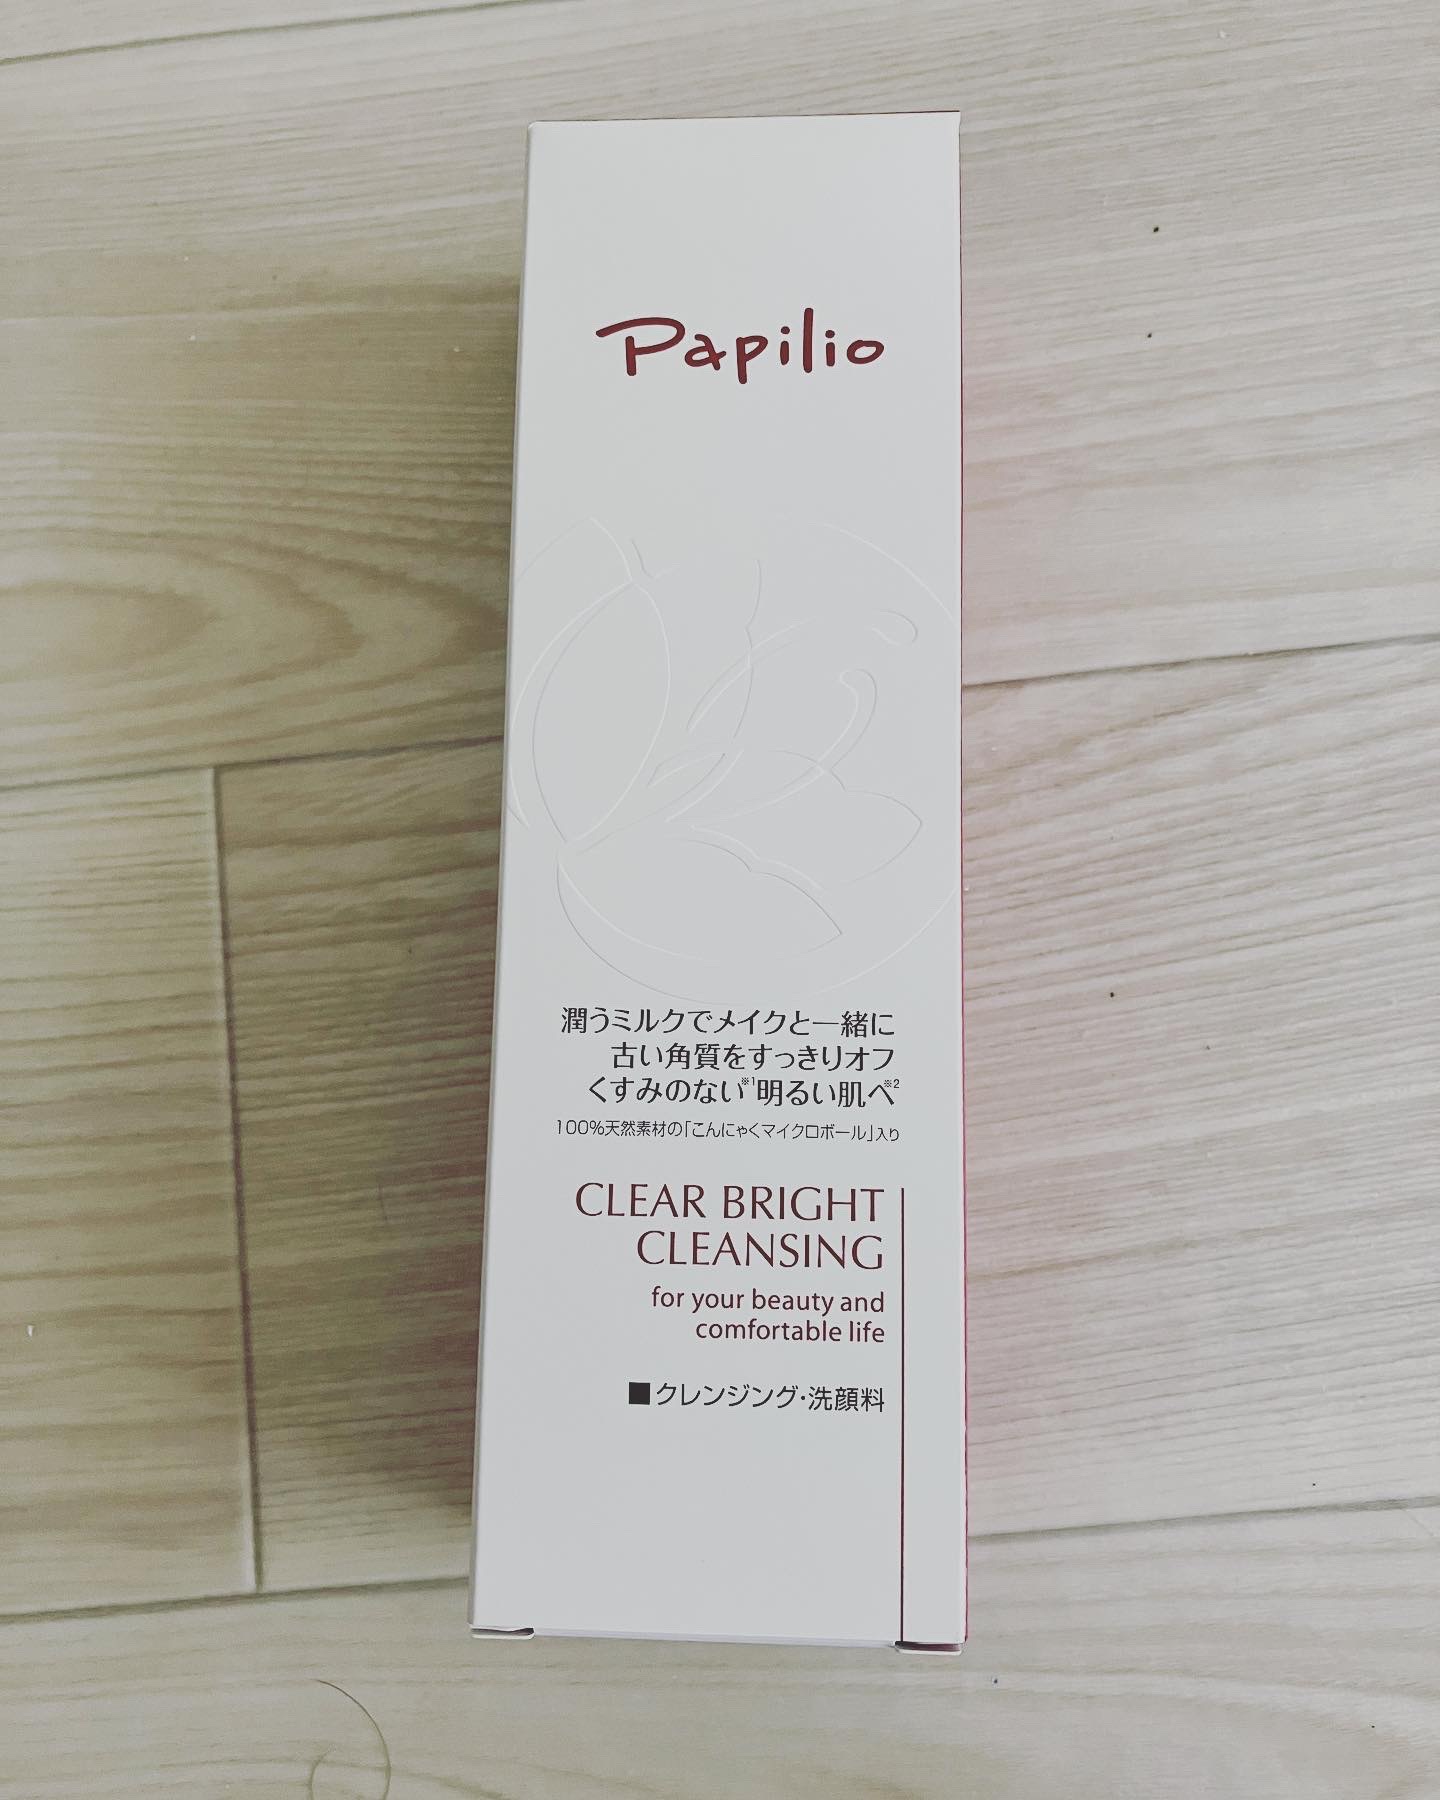 Papilio
潤うミルクでメイクと一緒に
古い角質をすっきりオフ
くすみのない※1明るい肌へ※2
100%天然素材の「こんにゃくマイクロボール」入り
CLEAR BRIGHT
CLEANSING
for your beauty and
comfortable life
■クレンジング・洗顔料